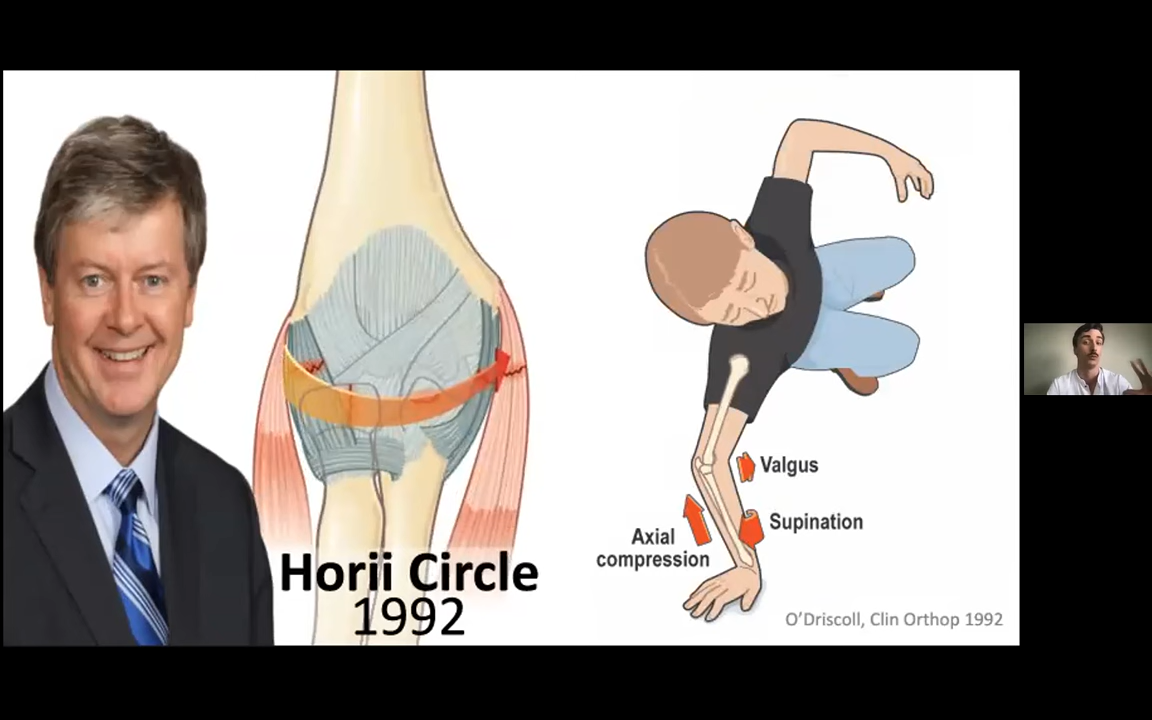 Horii Circle
1992
Valgus
Supination
Axial
compression
O'Driscoll, Clin Orthop 1992